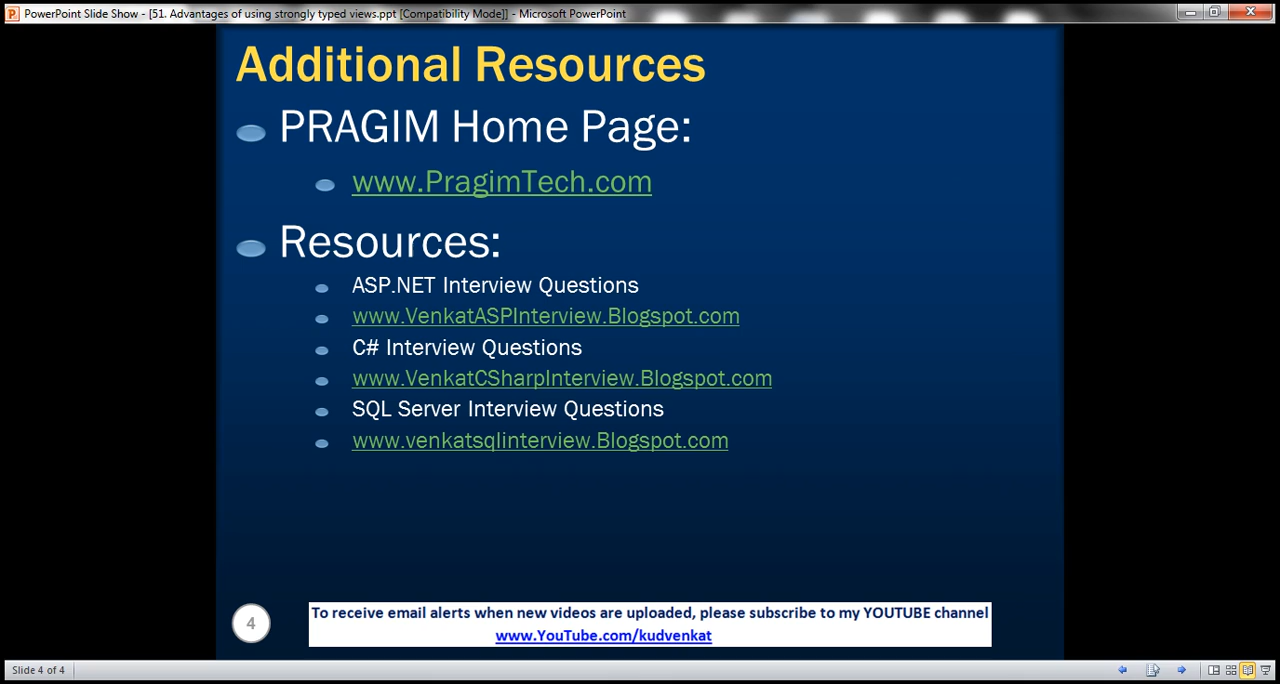 PowerPoint Slide Show - [51. Advantages of using strongly typed views.ppt [Compatibility Mode]] - Microsoft PowerPoint
Additional Resources
PRAGIM Home Page:
www.PragimTech.com
Resources:
ASP.NET Interview Questions
www.VenkatASPInterview.Blogspot.com
C# Interview Questions
www.VenkatCSharpInterview.Blogspot.com
SQL Server Interview Questions
www.venkatsqlinterview.Blogspot.com
4
To receive email alerts when new videos are uploaded, please subscribe to my YOUTUBE channel
www.YouTube.com/kudvenkat
Slide 4 of 4